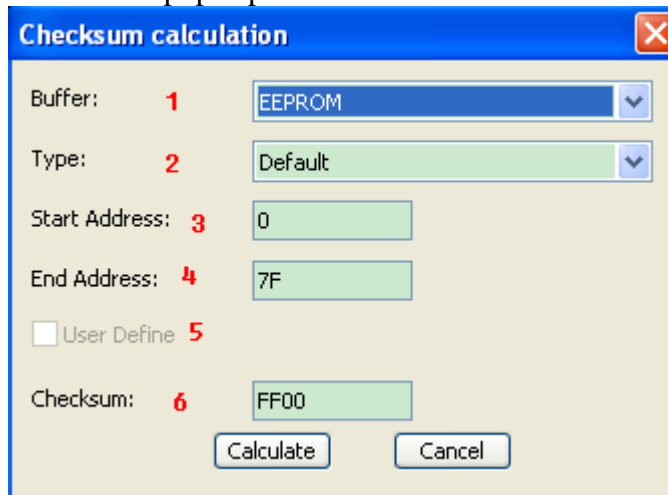 Checksum calculation
Buffer: 1 EEPROM
Type: 2 Default
Start Address: 3 0
End Address: 4 7F
User Define 5
Checksum: 6 FF00
Calculate Cancel